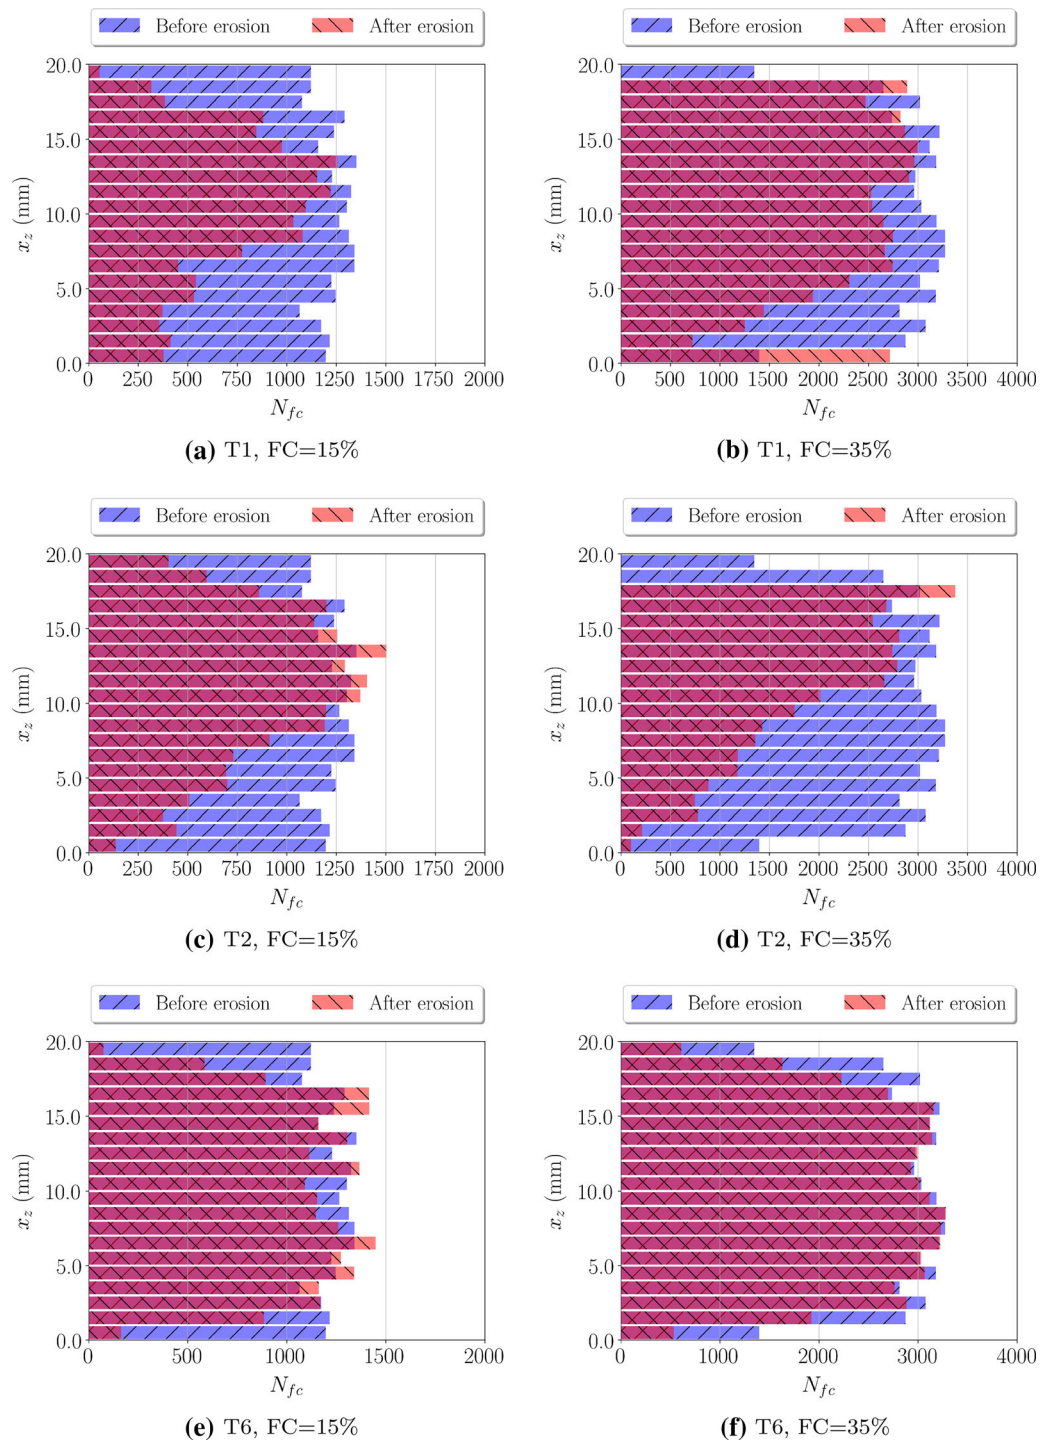 Before erosion After erosion Before erosion After erosion
20.0 20.0
15.0 15.0
10.0 10.0
5.0 5.0
0.0 0.0
x_z (mm) x_z (mm)
0 250 500 750 1000 1250 1500 1750 2000 0 500 1000 1500 2000 2500 3000 3500 4000
N_fc N_fc
(a) T1, FC=15% (b) T1, FC=35%
Before erosion After erosion Before erosion After erosion
20.0 20.0
15.0 15.0
10.0 10.0
5.0 5.0
0.0 0.0
x_z (mm) x_z (mm)
0 250 500 750 1000 1250 1500 1750 2000 0 500 1000 1500 2000 2500 3000 3500 4000
N_fc N_fc
(c) T2, FC=15% (d) T2, FC=35%
Before erosion After erosion Before erosion After erosion
20.0 20.0
15.0 15.0
10.0 10.0
5.0 5.0
0.0 0.0
x_z (mm) x_z (mm)
0 500 1000 1500 2000 0 1000 2000 3000 4000
N_fc N_fc
(e) T6, FC=15% (f) T6, FC=35%